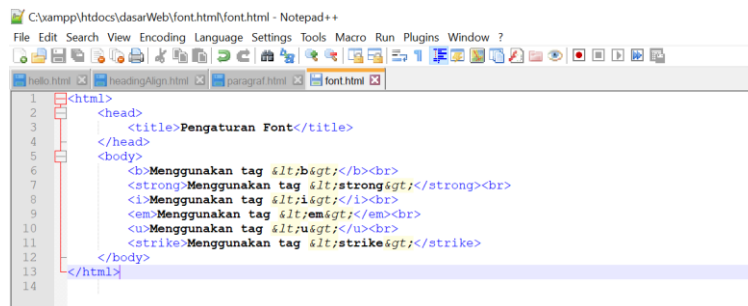 C:\xampp\htdocs\dasarWeb\font.html\font.html - Notepad++
File Edit Search View Encoding Language Settings Tools Macro Run Plugins Window ?
hello.html headingAlign.html paragraf.html font.html
1 <html>
2 <head>
3 <title>Pengaturan Font</title>
4 </head>
5 <body>
6 <b>Menggunakan tag &lt;b&gt;</b><br>
7 <strong>Menggunakan tag &lt;strong&gt;</strong><br>
8 <i>Menggunakan tag &lt;i&gt;</i><br>
9 <em>Menggunakan tag &lt;em&gt;</em><br>
10 <u>Menggunakan tag &lt;u&gt;</u><br>
11 <strike>Menggunakan tag &lt;strike&gt;</strike>
12 </body>
13 </html>
14